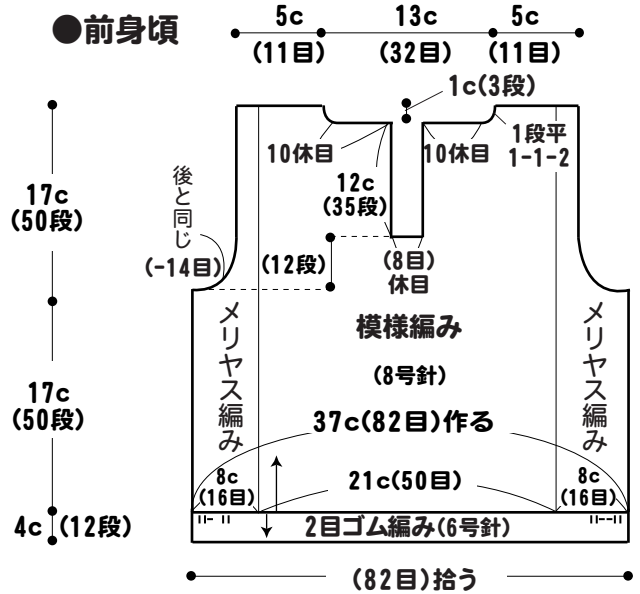 ●前身頃
5c
(11目)
13c
(32目)
5c
(11目)
1c(3段)
10休目
10休目
1段平
1-1-2
17c
(50段)
後と同じ
(-14目)
12c
(35段)
(12段)
(8目)
休目
模様編み
(8号針)
メリヤス編み
メリヤス編み
17c
(50段)
37c(82目)作る
8c
(16目)
21c(50目)
8c
(16目)
4c (12段)
2目ゴム編み(6号針)
(82目)拾う